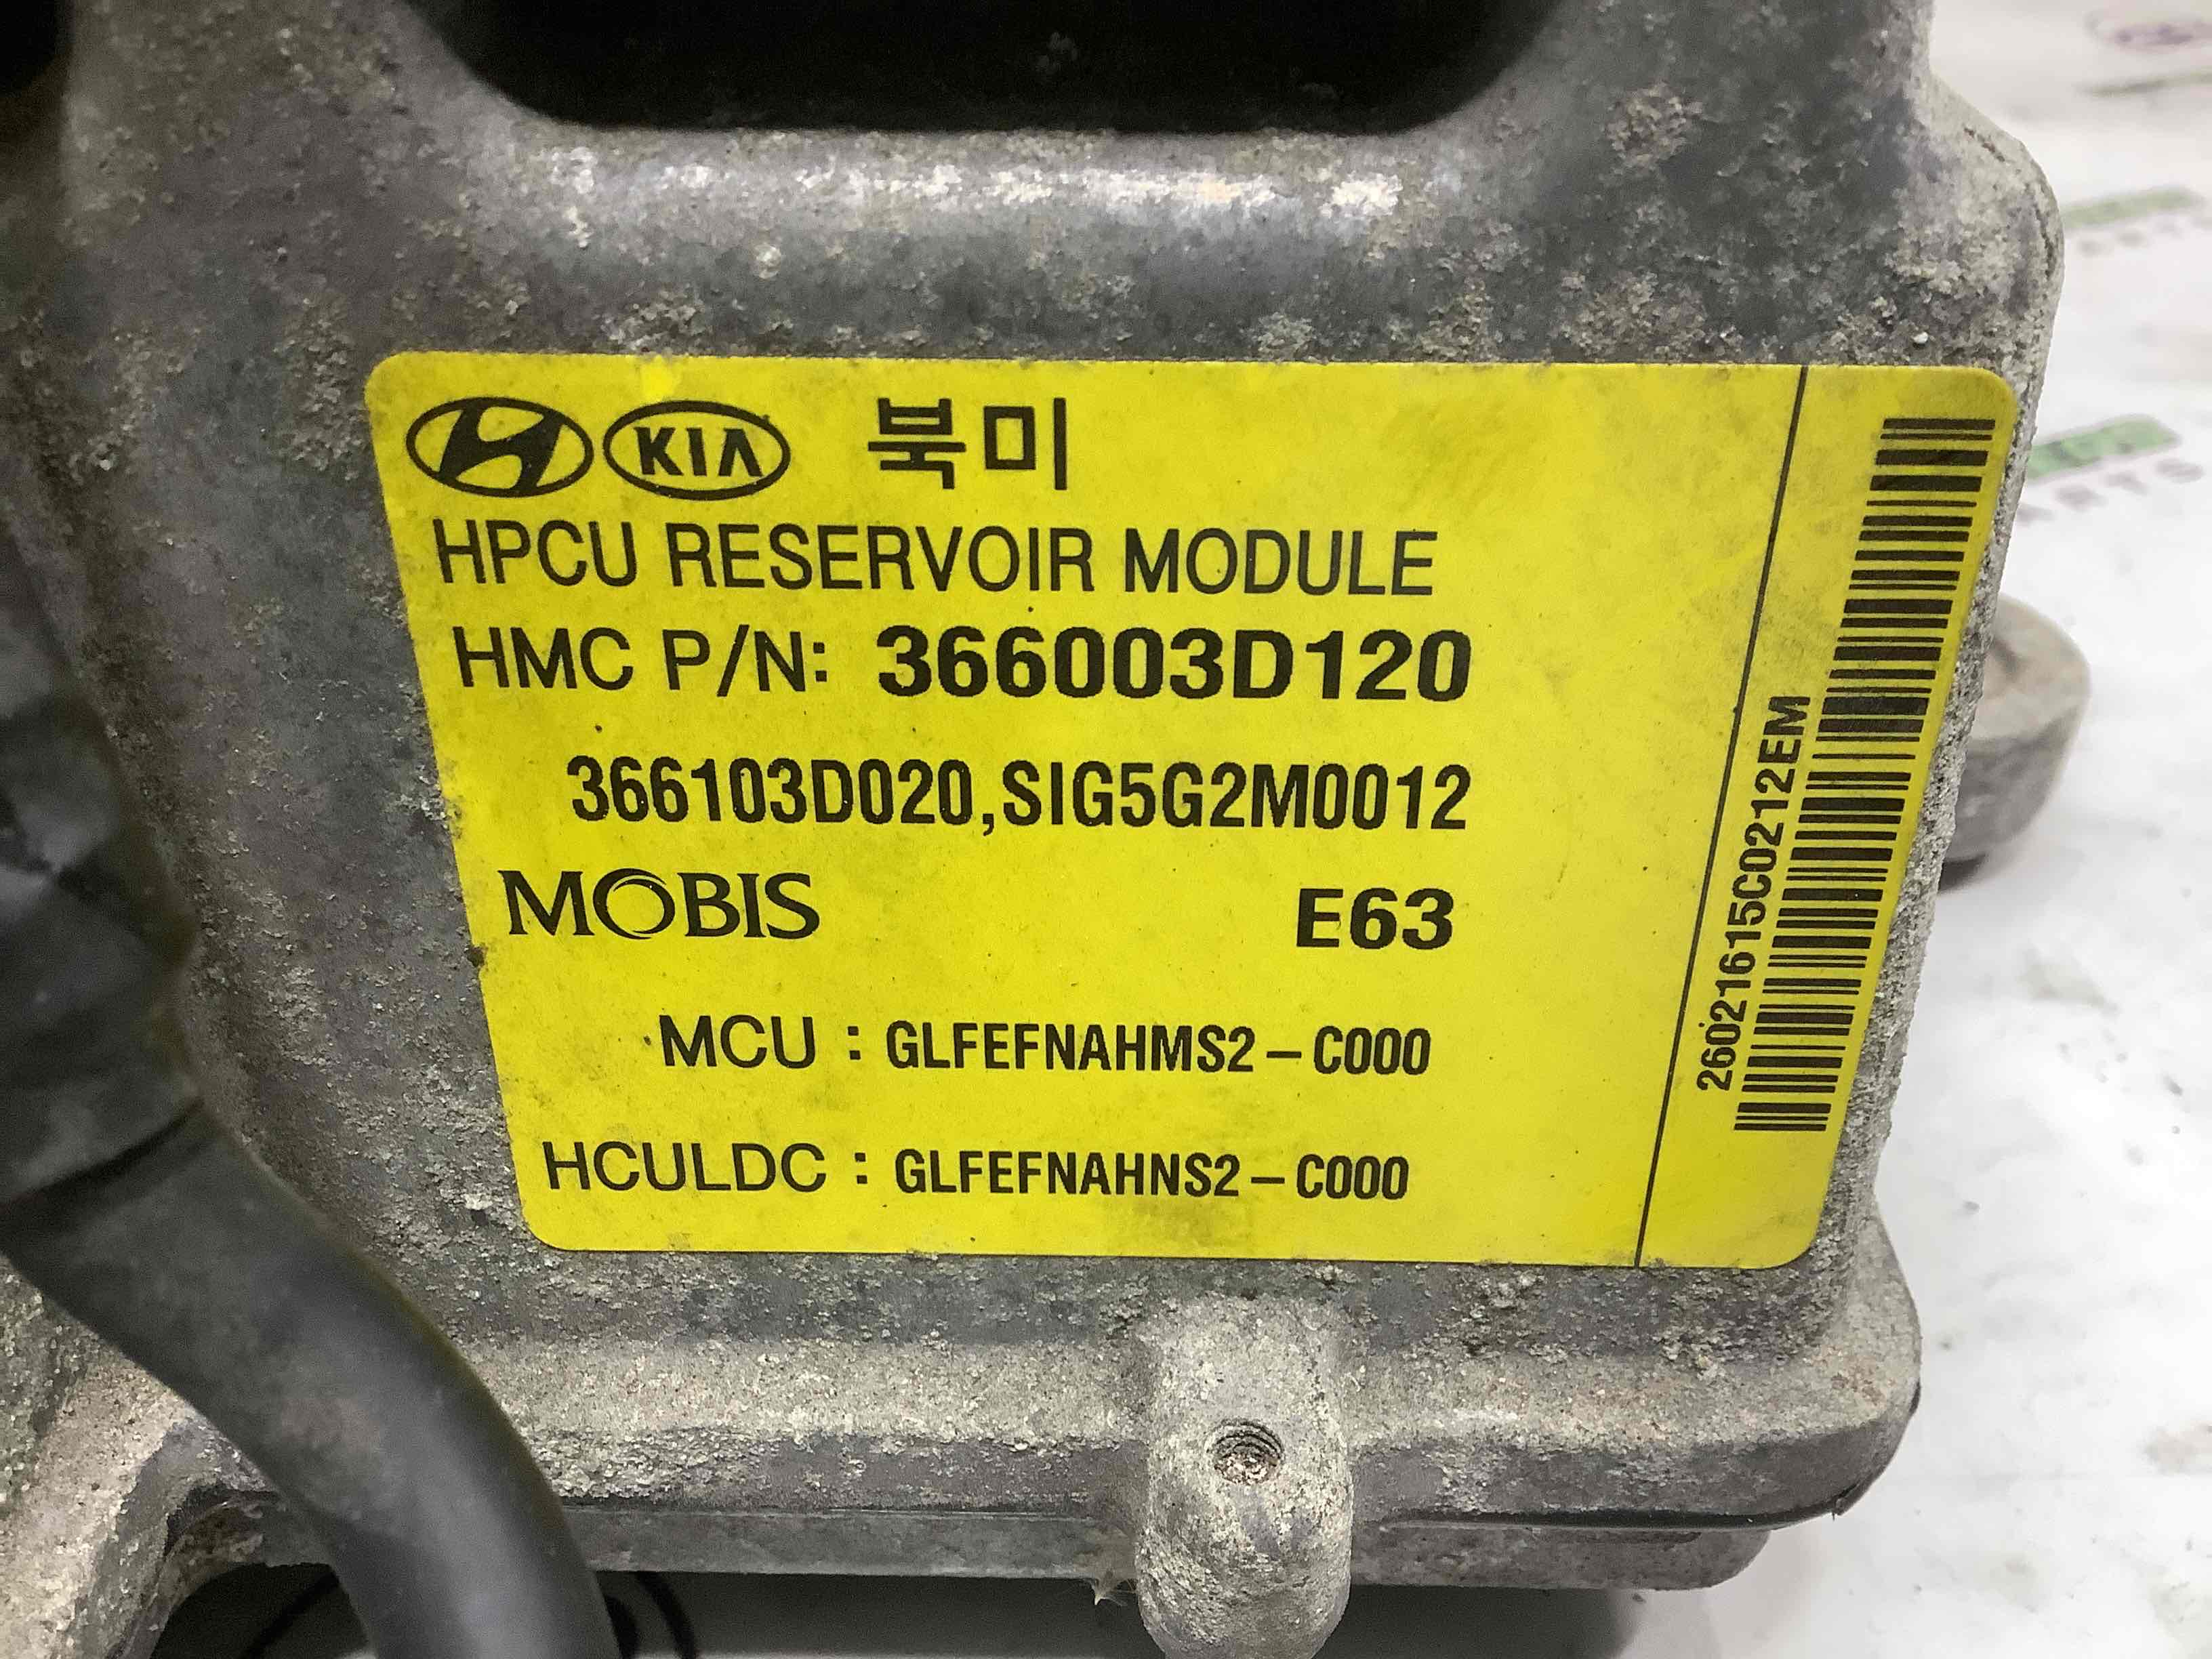 KIA 북미
HPCU RESERVOIR MODULE
HMC P/N: 366003D120
366103D020,SIG5G2M0012
MOBIS E63
MCU : GLFEFNAHMS2-C000
HCULDC : GLFEFNAHNS2-C000
26021615C0212EM